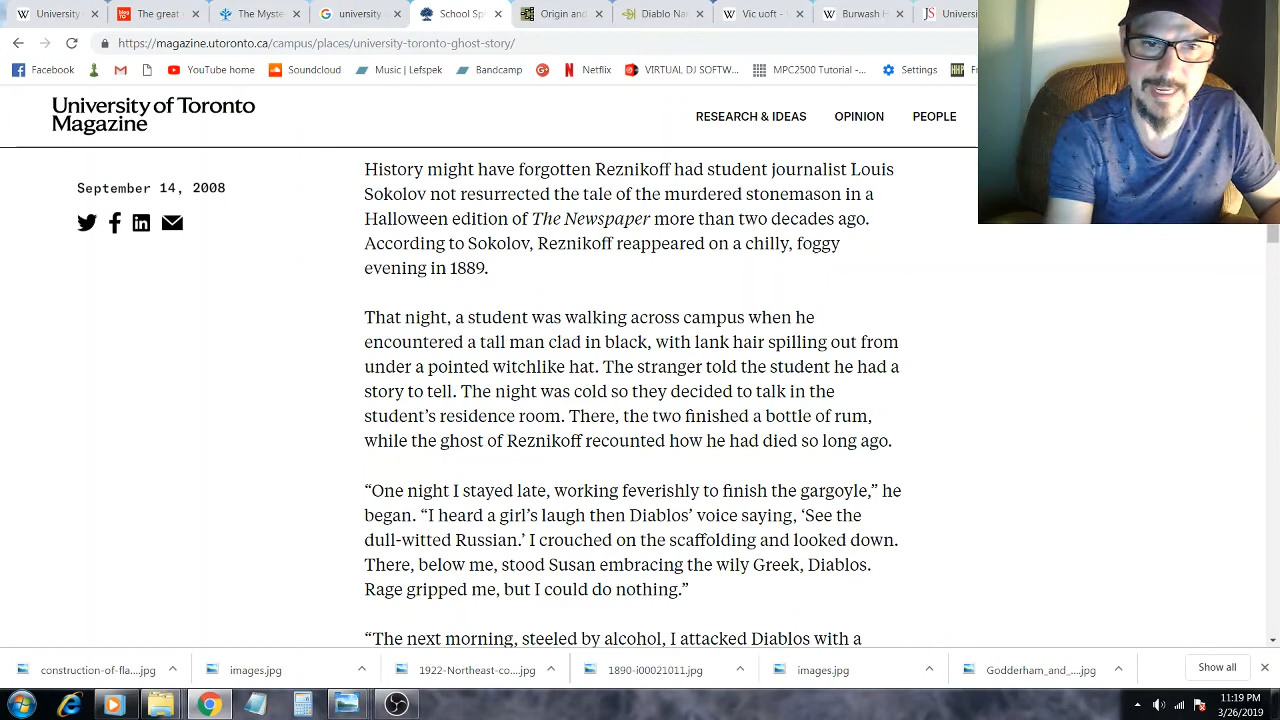 University
The great
The Myste
university
School Sp
Origin and
Diablo Nam
Vic uott - 
Burwash H
Universi
https://magazine.utoronto.ca/campus/places/university-toronto-ghost-story/
Facebook
YouTube home
Soundcloud
Music | Lefspek
Bandcamp
Netflix
VIRTUAL DJ SOFTW...
MPC2500 Tutorial -...
Settings
University of Toronto
Magazine
RESEARCH & IDEAS
OPINION
PEOPLE
September 14, 2008
History might have forgotten Reznikoff had student journalist Louis
Sokolov not resurrected the tale of the murdered stonemason in a
Halloween edition of The Newspaper more than two decades ago.
According to Sokolov, Reznikoff reappeared on a chilly, foggy
evening in 1889.
That night, a student was walking across campus when he
encountered a tall man clad in black, with lank hair spilling out from
under a pointed witchlike hat. The stranger told the student he had a
story to tell. The night was cold so they decided to talk in the
student’s residence room. There, the two finished a bottle of rum,
while the ghost of Reznikoff recounted how he had died so long ago.
“One night I stayed late, working feverishly to finish the gargoyle,” he
began. “I heard a girl’s laugh then Diablos’ voice saying, ‘See the
dull-witted Russian.’ I crouched on the scaffolding and looked down.
There, below me, stood Susan embracing the wily Greek, Diablos.
Rage gripped me, but I could do nothing.”
“The next morning, steeled by alcohol, I attacked Diablos with a
construction-of-fla....jpg
images.jpg
1922-Northeast-co....jpg
1890-i00021011.jpg
images.jpg
Godderham_and_....jpg
Show all
11:19 PM
3/26/2019